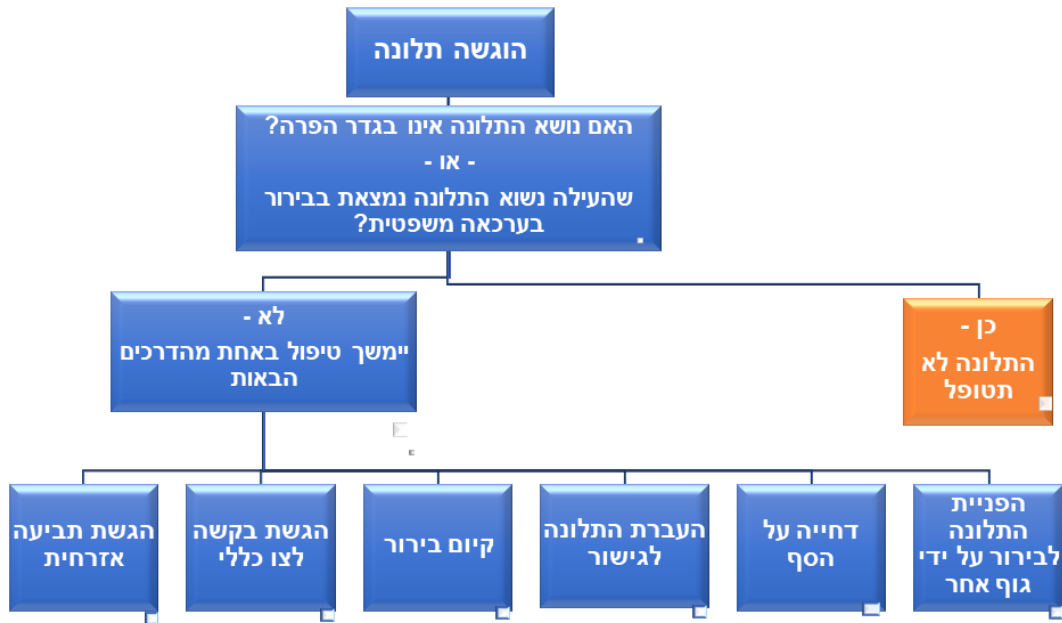 הוגשה תלונה
האם נושא התלונה אינו בגדר הפרה?
- או -
שהעילה נשוא התלונה נמצאת בבירור
בערכאה משפטית?
כן -
התלונה לא
תטופל
לא -
יימשך טיפול באחת מהדרכים
הבאות
הפניית
התלונה
לבירור על ידי
גוף אחר
דחייה על
הסף
העברת התלונה
לגישור
קיום בירור
הגשת בקשה
לצו כללי
הגשת תביעה
אזרחית